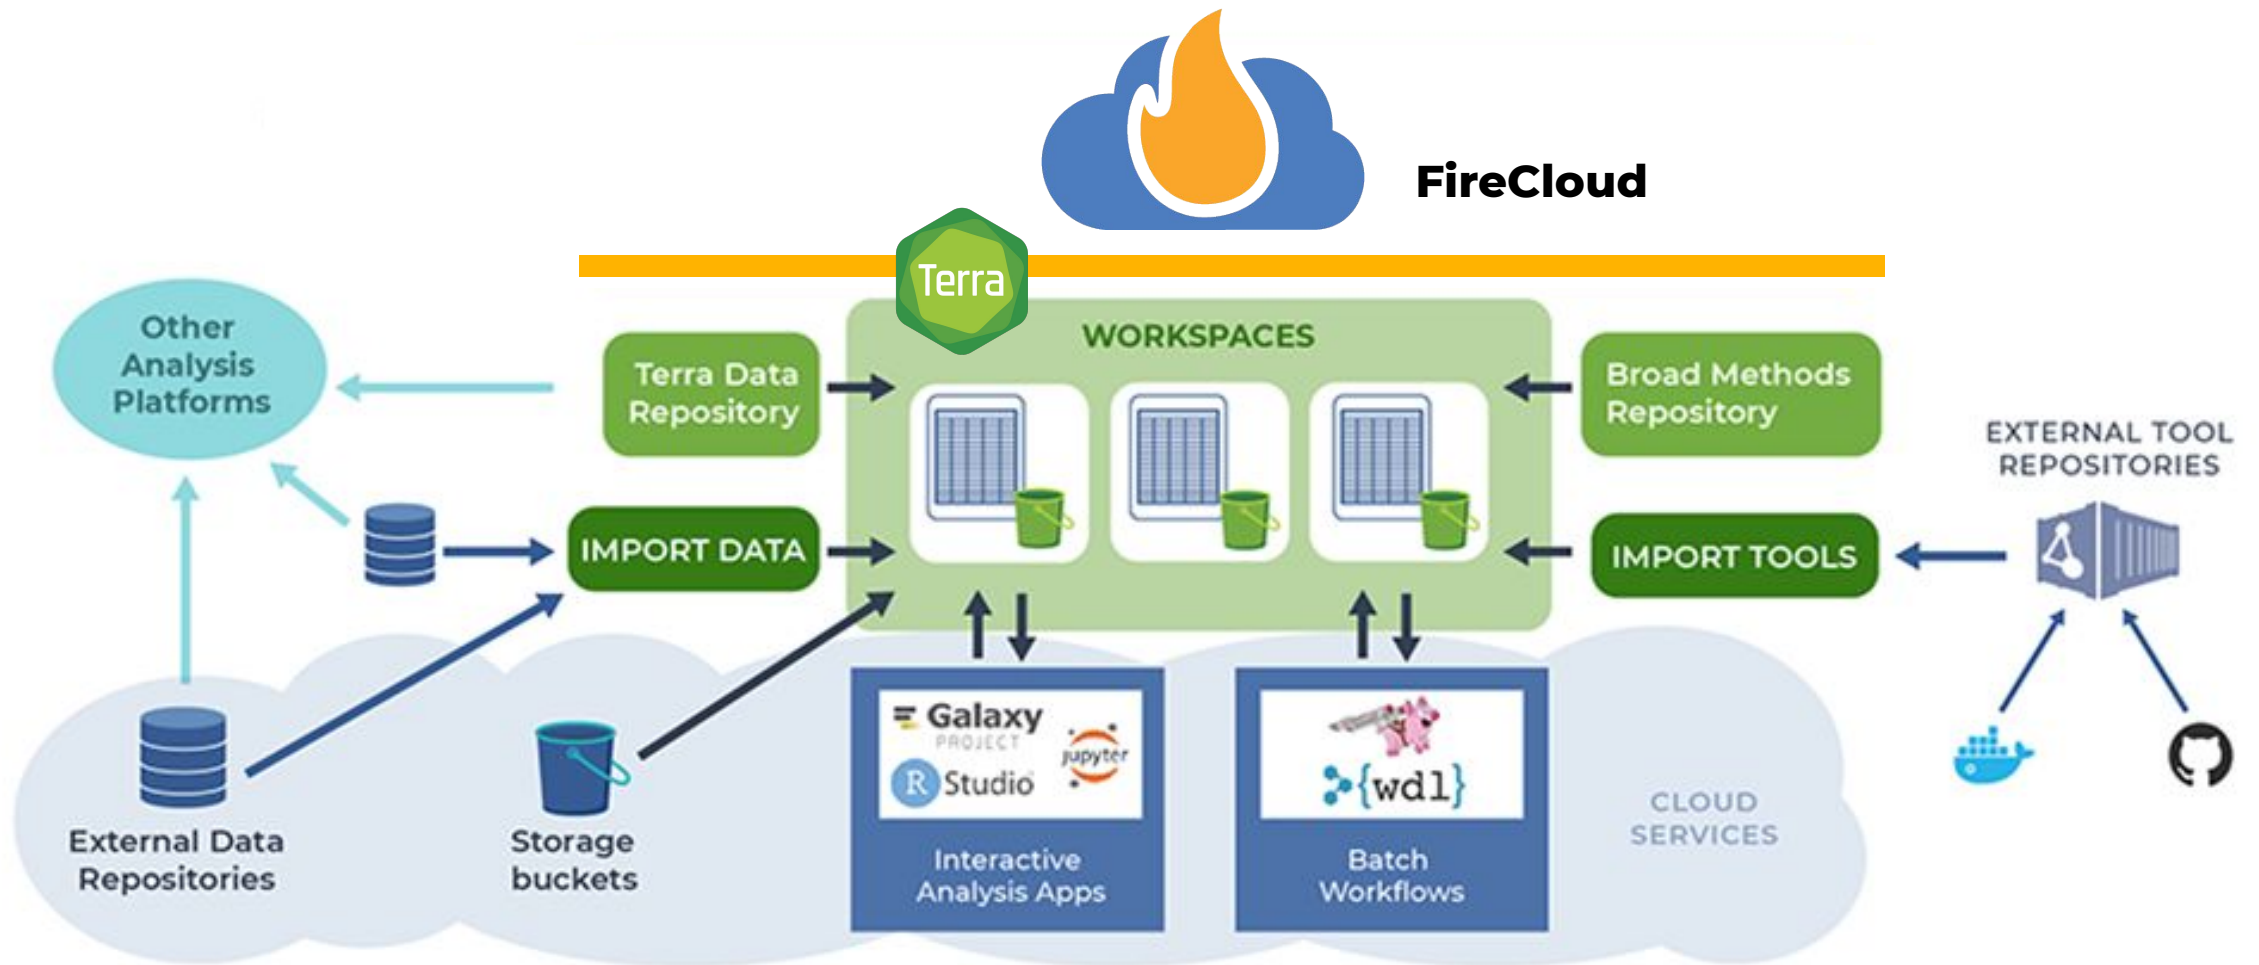 FireCloud
Terra
Other
Analysis
Platforms
Terra Data
Repository
WORKSPACES
Broad Methods
Repository
EXTERNAL TOOL
REPOSITORIES
IMPORT DATA
IMPORT TOOLS
Galaxy
PROJECT
R Studio
jupyter
{wdl}
External Data
Repositories
Storage
buckets
Interactive
Analysis Apps
Batch
Workflows
CLOUD
SERVICES